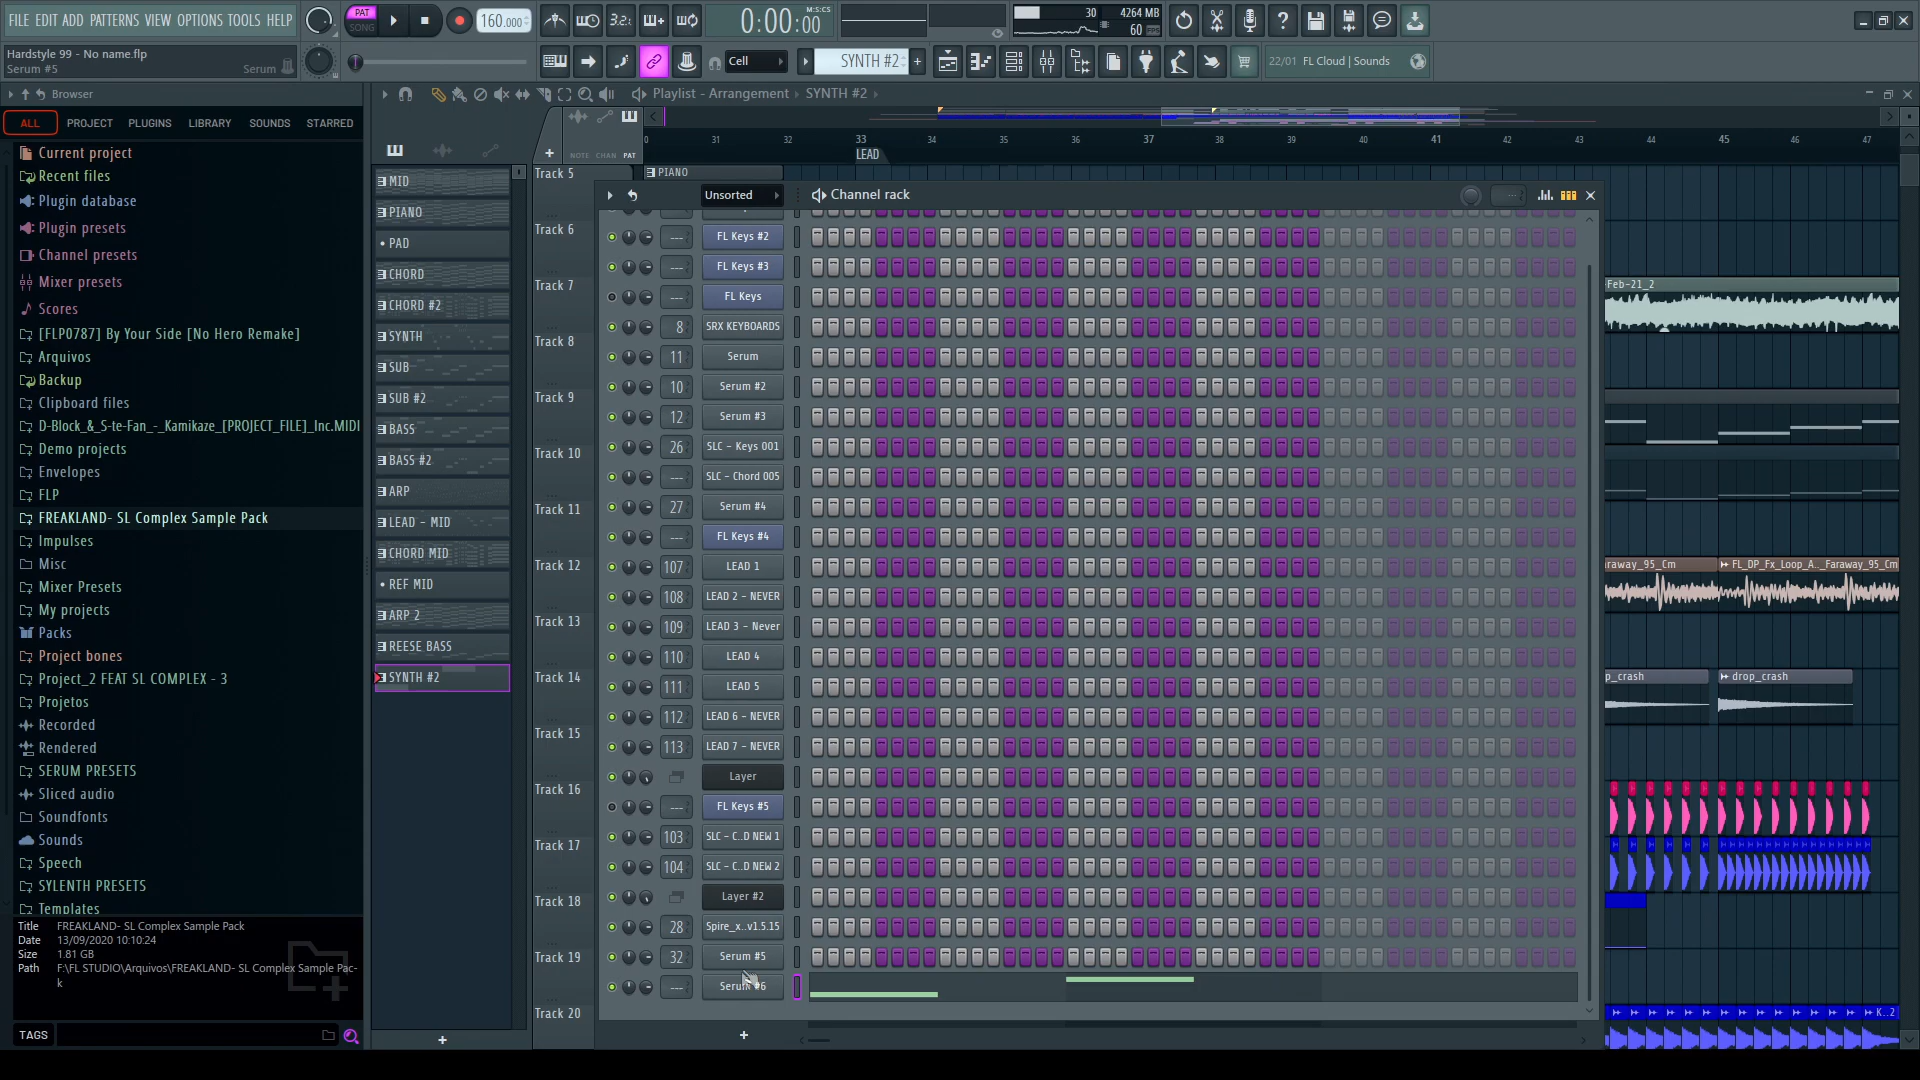 FILE EDIT ADD PATTERNS VIEW OPTIONS TOOLS HELP
PAT
SONG
160.000
3.2
0:00:00
M:S:CS
30
4264 MB
60
FPS
Hardstyle 99 - No name.flp
Serum #5
Serum
Cell
SYNTH #2
+
22/01 FL Cloud | Sounds
Browser
Playlist - Arrangement
SYNTH #2
ALL
PROJECT
PLUGINS
LIBRARY
SOUNDS
STARRED
NOTE
CHAN
PAT
31
32
33
34
35
36
37
38
39
40
41
42
43
44
45
46
47
LEAD
Current project
Recent files
Plugin database
Plugin presets
Channel presets
Mixer presets
Scores
[FLP0787] By Your Side [No Hero Remake]
Arquivos
Backup
Clipboard files
D-Block_&_S-te-Fan_-_Kamikaze_[PROJECT_FILE]_Inc.MIDI
Demo projects
Envelopes
FLP
FREAKLAND- SL Complex Sample Pack
Impulses
Misc
Mixer Presets
My projects
Packs
Project bones
Project_2 FEAT SL COMPLEX - 3
Projetos
Recorded
Rendered
SERUM PRESETS
Sliced audio
Soundfonts
Sounds
Speech
SYLENTH PRESETS
Templates
Title FREAKLAND- SL Complex Sample Pack
Date 13/09/2020 10:10:24
Size 1.81 GB
Path F:\FL STUDIO\Arquivos\FREAKLAND- SL Complex Sample Pac-
k
TAGS
MID
PIANO
PAD
CHORD
CHORD #2
SYNTH
SUB
SUB #2
BASS
BASS #2
ARP
LEAD - MID
CHORD MID
REF MID
ARP 2
REESE BASS
SYNTH #2
+
Track 5
Track 6
Track 7
Track 8
Track 9
Track 10
Track 11
Track 12
Track 13
Track 14
Track 15
Track 16
Track 17
Track 18
Track 19
Track 20
PIANO
Unsorted
Channel rack
--- FL Keys #2
--- FL Keys #3
--- FL Keys
8 SRX KEYBOARDS
11 Serum
10 Serum #2
12 Serum #3
26 SLC - Keys 001
--- SLC - Chord 005
27 Serum #4
--- FL Keys #4
107 LEAD 1
108 LEAD 2 - NEVER
109 LEAD 3 - Never
110 LEAD 4
111 LEAD 5
112 LEAD 6 - NEVER
113 LEAD 7 - NEVER
Layer
--- FL Keys #5
103 SLC - C..D NEW 1
104 SLC - C..D NEW 2
Layer #2
28 Spire_x..v1.5.15
32 Serum #5
--- Serum #6
+
Feb-21_2
raway_95_Cm
FL_DP_Fx_Loop_A.._Faraway_95_Cm
p_crash
drop_crash
K..2